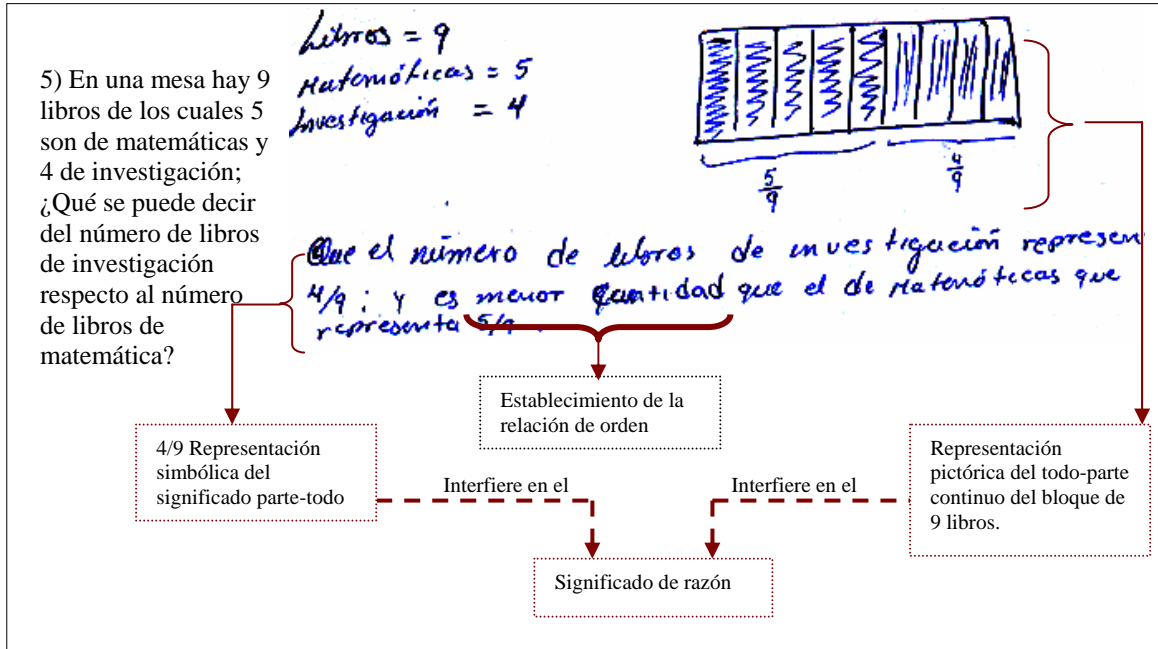 5) En una mesa hay 9
libros de los cuales 5
son de matemáticas y
4 de investigación;
¿Qué se puede decir
del número de libros
de investigación
respecto al número
de libros de
matemática?
Libros = 9
Matemáticas = 5
Investigación = 4
5/9
4/9
Que el número de libros de investigación represen
4/9; y es menor cantidad que el de Matemáticas que
representa 5/9.
Establecimiento de la
relación de orden
4/9 Representación
simbólica del
significado parte-todo
Interfiere en el
Interfiere en el
Representación
pictórica del todo-parte
continuo del bloque de
9 libros.
Significado de razón